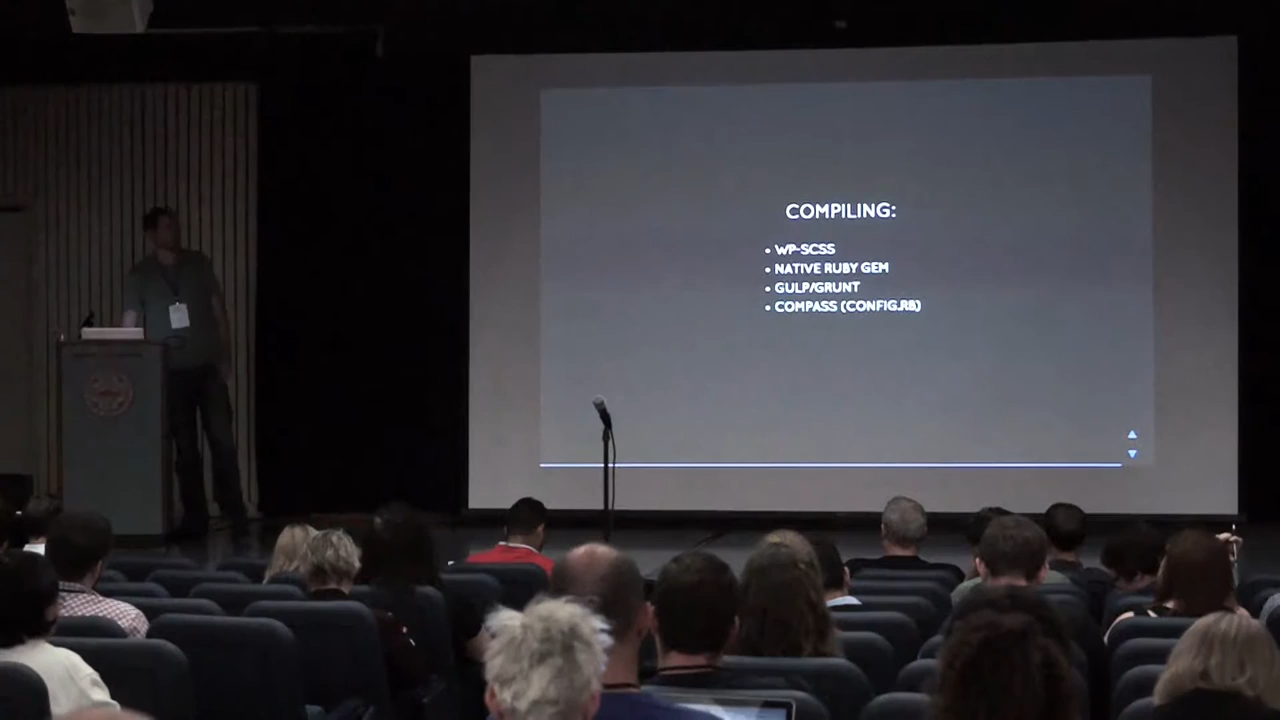 COMPILING:
• WP-SCSS
• NATIVE RUBY GEM
• GULP/GRUNT
• COMPASS (CONFIG.RB)